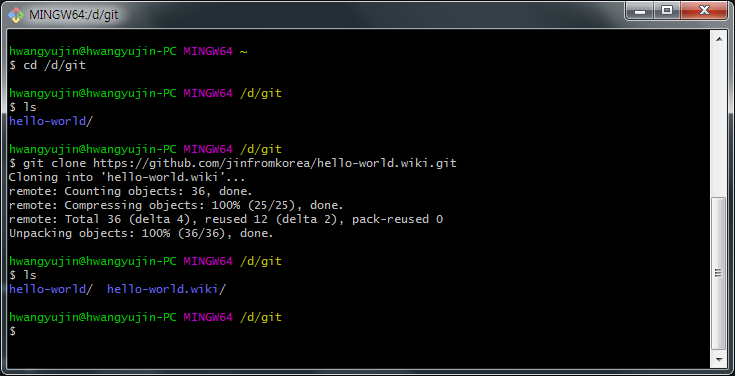 MINGW64:/d/git
hwangyujin@hwangyujin-PC MINGW64 ~
$ cd /d/git
hwangyujin@hwangyujin-PC MINGW64 /d/git
$ ls
hello-world/
hwangyujin@hwangyujin-PC MINGW64 /d/git
$ git clone https://github.com/jinfromkorea/hello-world.wiki.git
Cloning into 'hello-world.wiki'...
remote: Counting objects: 36, done.
remote: Compressing objects: 100% (25/25), done.
remote: Total 36 (delta 4), reused 12 (delta 2), pack-reused 0
Unpacking objects: 100% (36/36), done.
hwangyujin@hwangyujin-PC MINGW64 /d/git
$ ls
hello-world/  hello-world.wiki/
hwangyujin@hwangyujin-PC MINGW64 /d/git
$